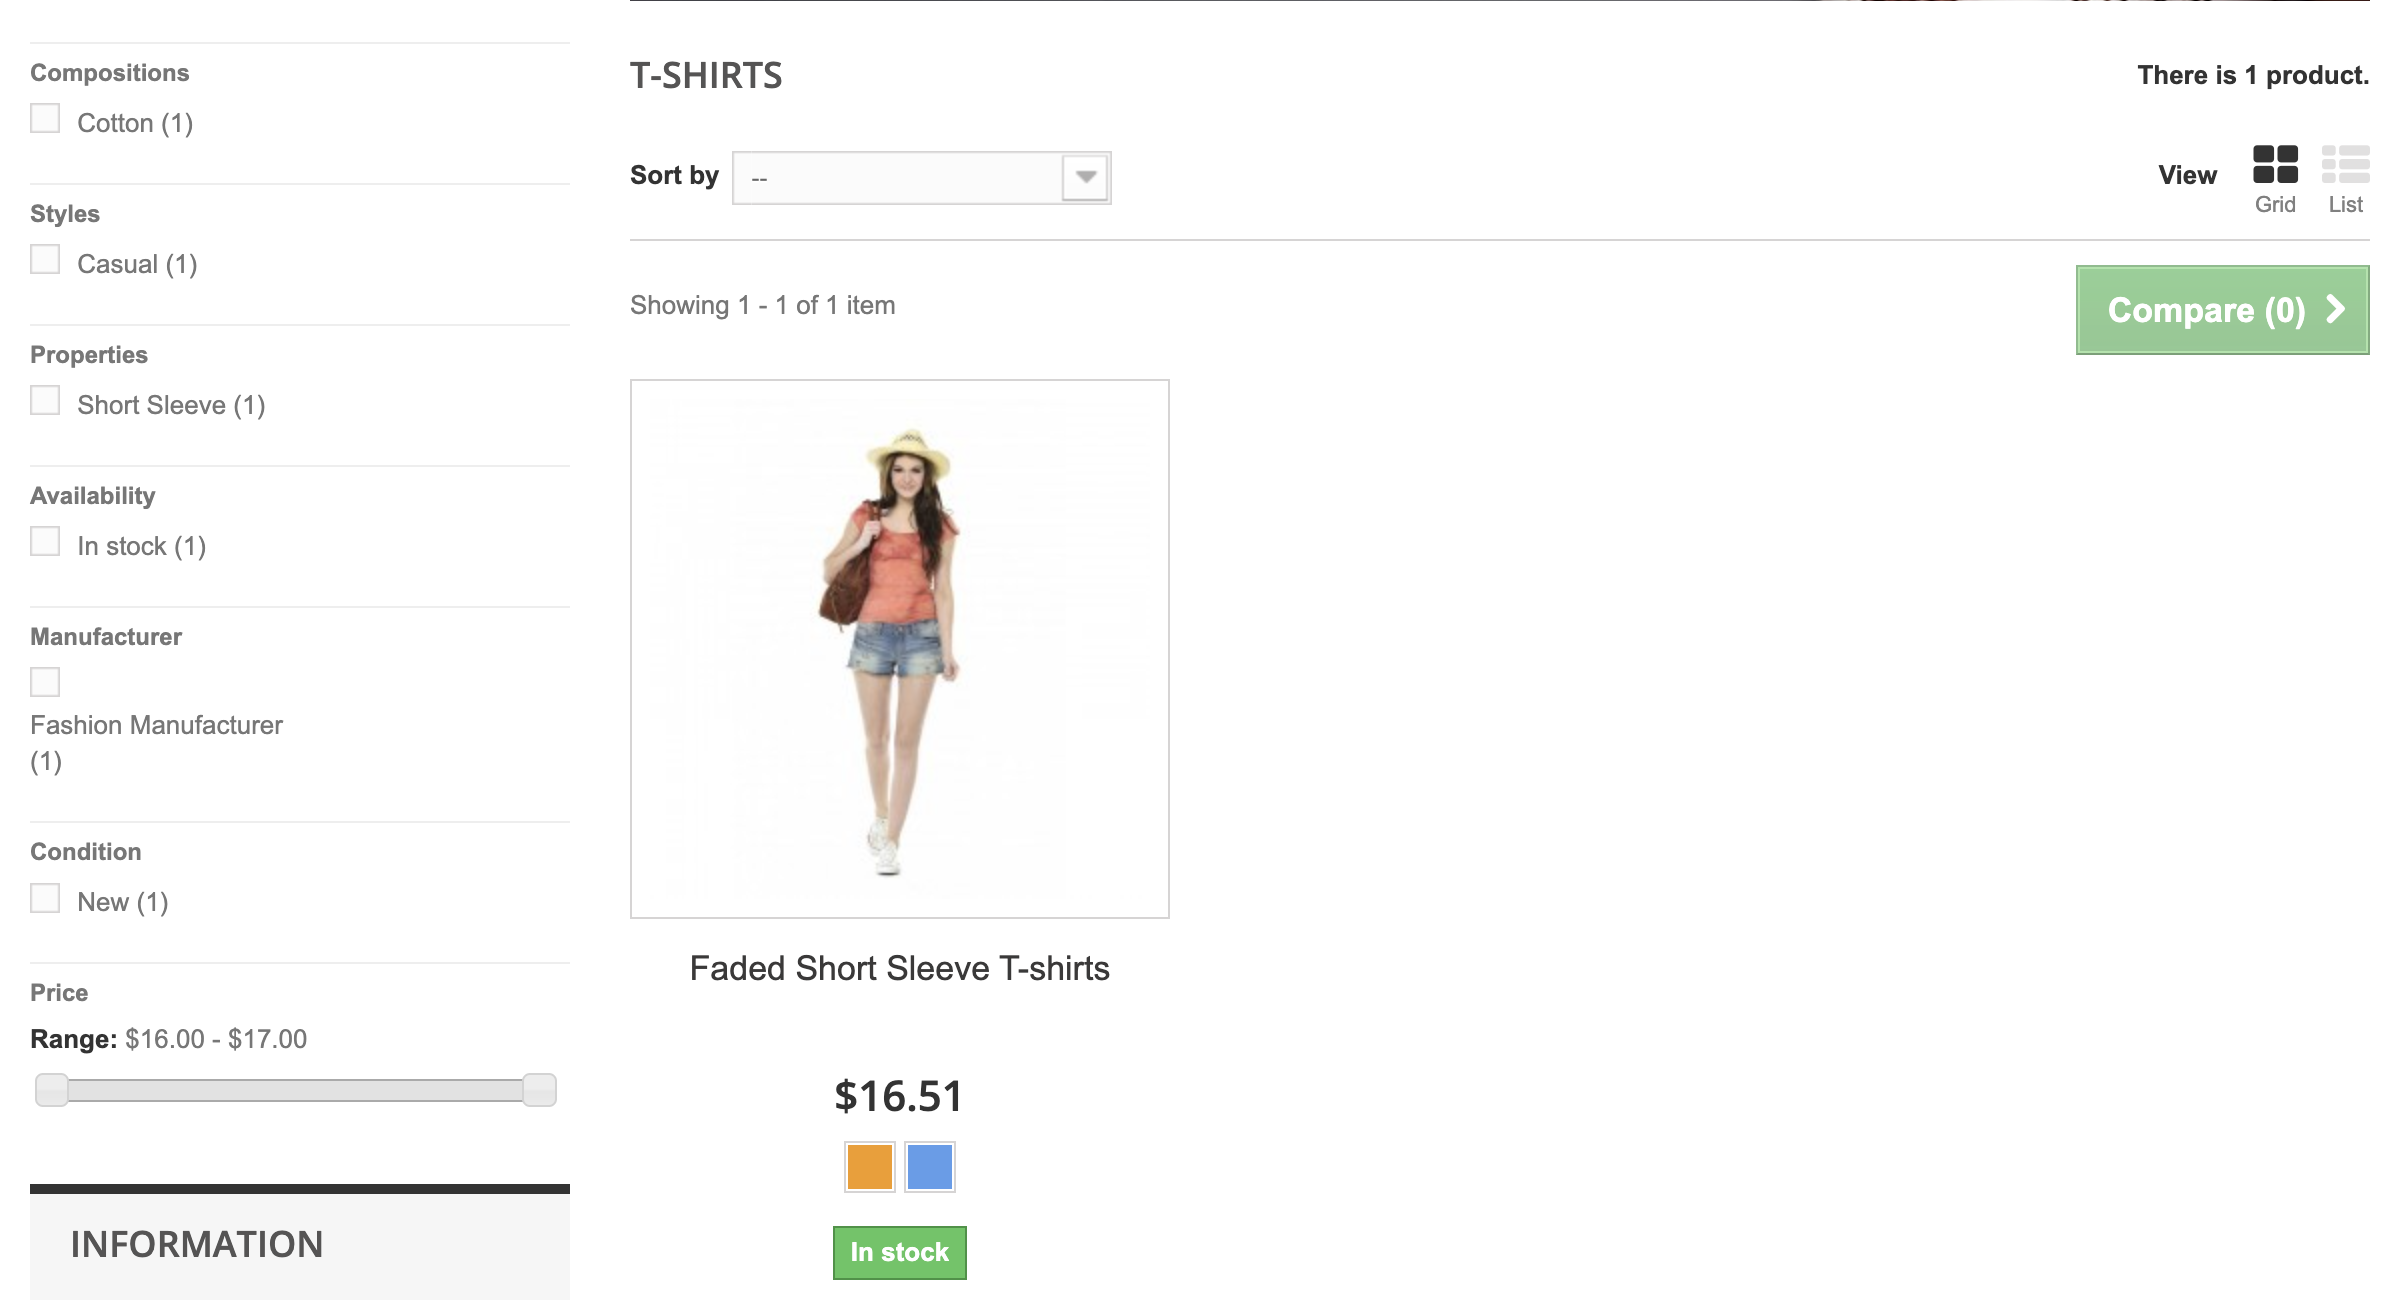 Compositions
Cotton (1)
Styles
Casual (1)
Properties
Short Sleeve (1)
Availability
In stock (1)
Manufacturer
Fashion Manufacturer
(1)
Condition
New (1)
Price
Range: $16.00 - $17.00
INFORMATION
T-SHIRTS
There is 1 product.
Sort by
--
View
Grid
List
Showing 1 - 1 of 1 item
Compare (0)
Faded Short Sleeve T-shirts
$16.51
In stock